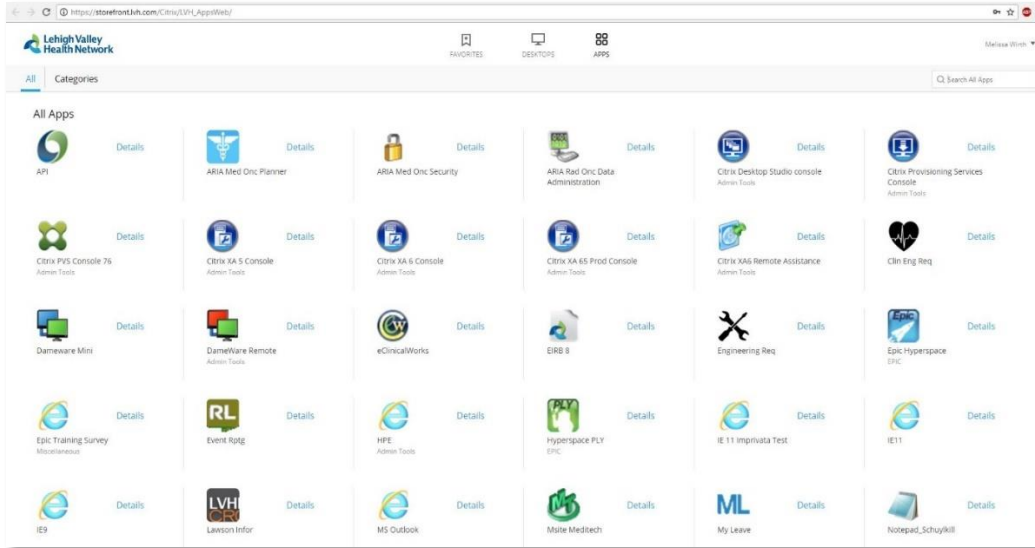 https://storefront.lvh.com/Citrix/LVH_AppsWeb/
Lehigh Valley
Health Network
FAVORITES
DESKTOPS
APPS
Melissa Wirth
All
Categories
Search All Apps
All Apps
Details
Details
Details
Details
Details
Details
API
ARIA Med Onc Planner
ARIA Med Onc Security
ARIA Rad Onc Data
Administration
Citrix Desktop Studio console
Admin Tools
Citrix Provisioning Services
Console
Admin Tools
Details
Details
Details
Details
Details
Details
Citrix PVS Console 76
Admin Tools
Citrix XA 5 Console
Admin Tools
Citrix XA 6 Console
Admin Tools
Citrix XA 65 Prod Console
Admin Tools
Citrix XA6 Remote Assistance
Admin Tools
Clin Eng Req
Details
Details
CW
Details
Details
Details
Epic
Details
Dameware Mini
DameWare Remote
Admin Tools
eClinicalWorks
EIRB 8
Engineering Req
Epic Hyperspace
EPIC
Details
RL
Details
Details
PLY
Details
Details
Details
Epic Training Survey
Miscellaneous
Event Rptg
HPE
Admin Tools
Hyperspace PLY
EPIC
IE 11 Imprivata Test
IE11
Details
LVH
Details
Details
Details
ML
Details
Details
IE9
Lawson Infor
MS Outlook
Msite Meditech
My Leave
Notepad_Schuylkill